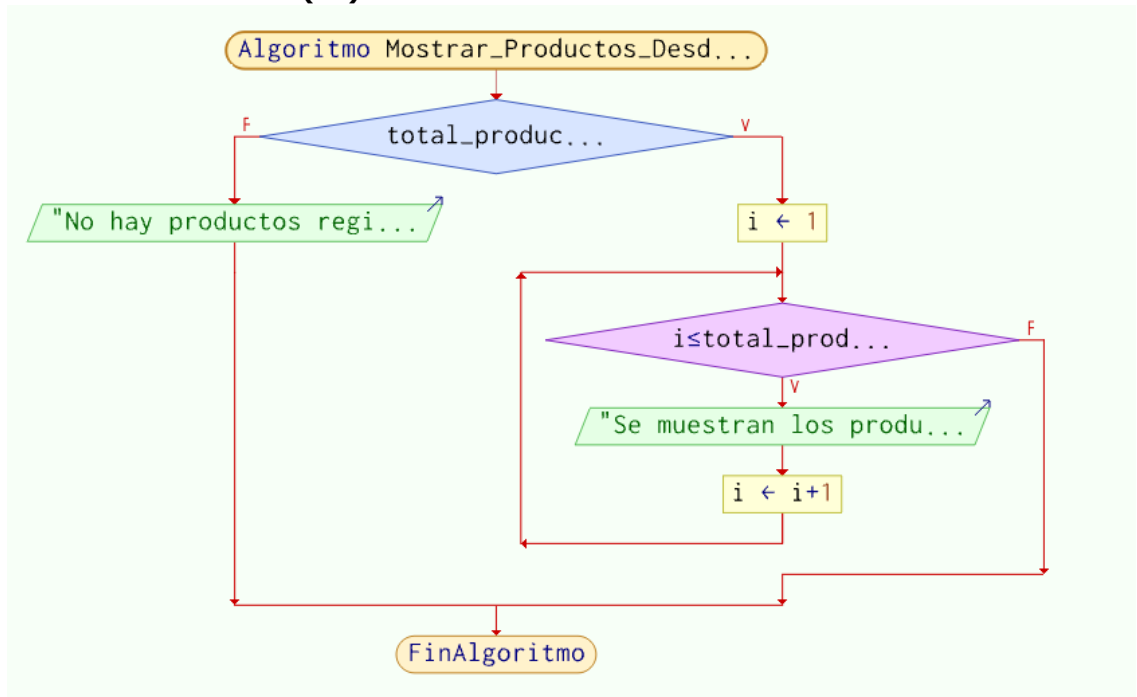 Algoritmo Mostrar_Productos_Desd...
total_produc...
F
V
"No hay productos regi...
i ← 1
i≤total_prod...
F
V
"Se muestran los produ...
i ← i+1
FinAlgoritmo